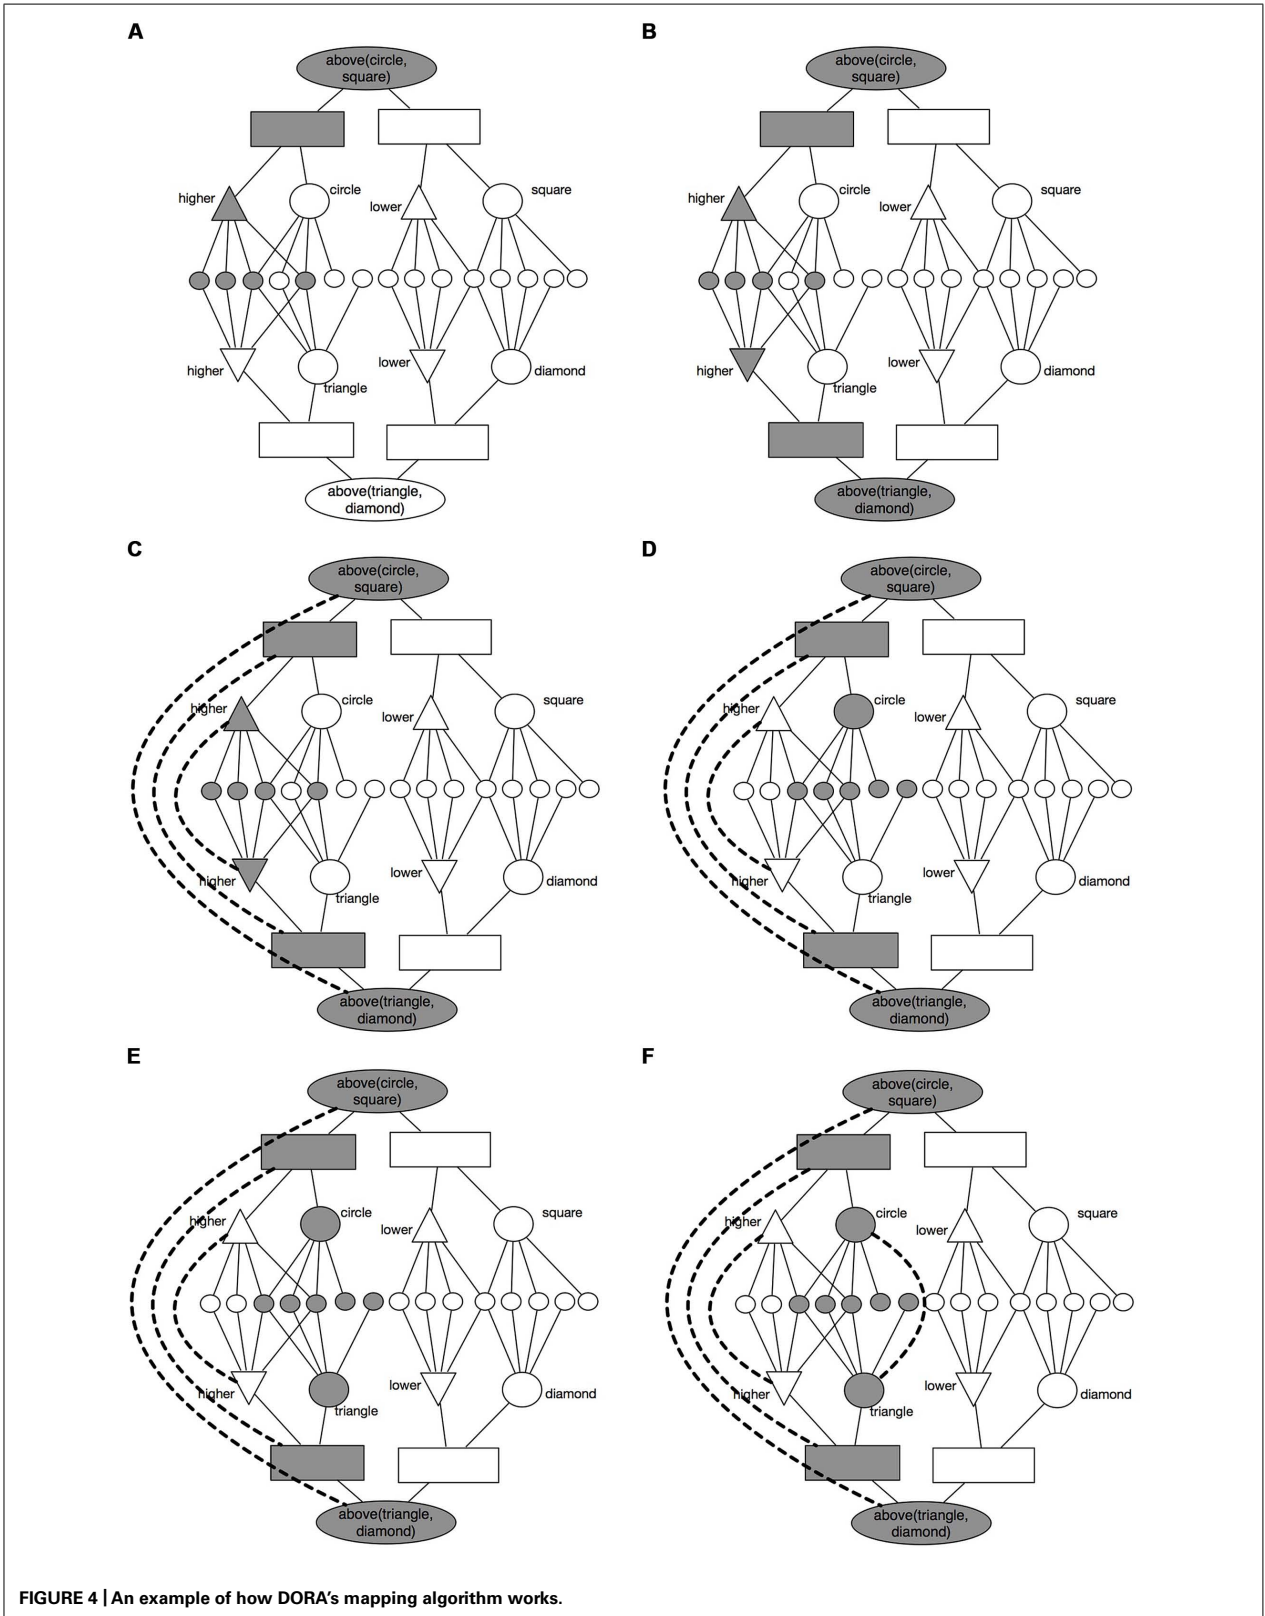 A
above(circle,
square)
higher
circle
lower
square
higher
triangle
lower
diamond
above(triangle,
diamond)
B
above(circle,
square)
higher
circle
lower
square
higher
triangle
lower
diamond
above(triangle,
diamond)
C
above(circle,
square)
higher
circle
lower
square
higher
triangle
lower
diamond
above(triangle,
diamond)
D
above(circle,
square)
higher
circle
lower
square
higher
triangle
lower
diamond
above(triangle,
diamond)
E
above(circle,
square)
higher
circle
lower
square
higher
triangle
lower
diamond
above(triangle,
diamond)
F
above(circle,
square)
higher
circle
lower
square
higher
triangle
lower
diamond
above(triangle,
diamond)
FIGURE 4 | An example of how DORA's mapping algorithm works.